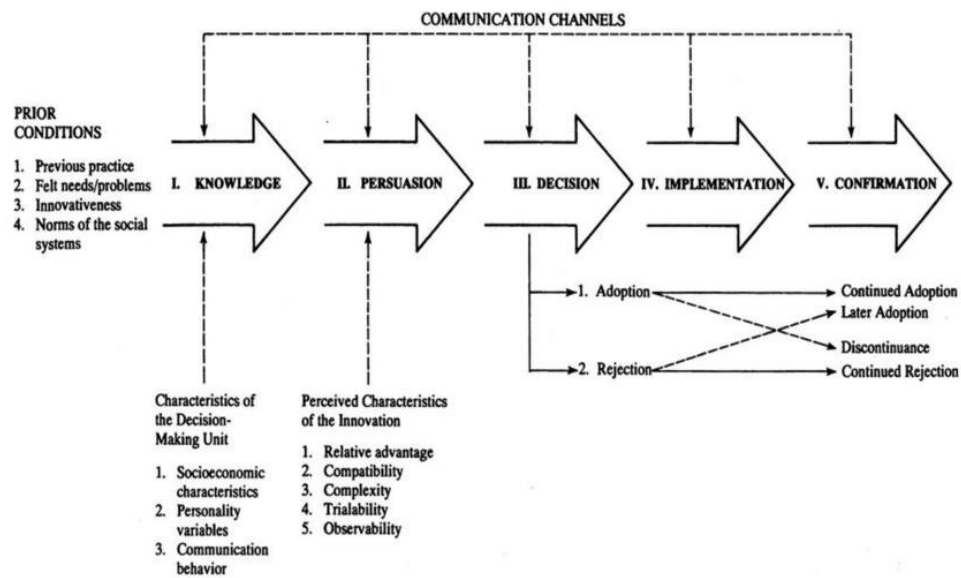 COMMUNICATION CHANNELS
PRIOR
CONDITIONS
1. Previous practice
2. Felt needs/problems
3. Innovativeness
4. Norms of the social
systems
I. KNOWLEDGE
II. PERSUASION
III. DECISION
IV. IMPLEMENTATION
V. CONFIRMATION
1. Adoption
2. Rejection
Continued Adoption
Later Adoption
Discontinuance
Continued Rejection
Characteristics of
the Decision-
Making Unit
1. Socioeconomic
characteristics
2. Personality
variables
3. Communication
behavior
Perceived Characteristics
of the Innovation
1. Relative advantage
2. Compatibility
3. Complexity
4. Trialability
5. Observability